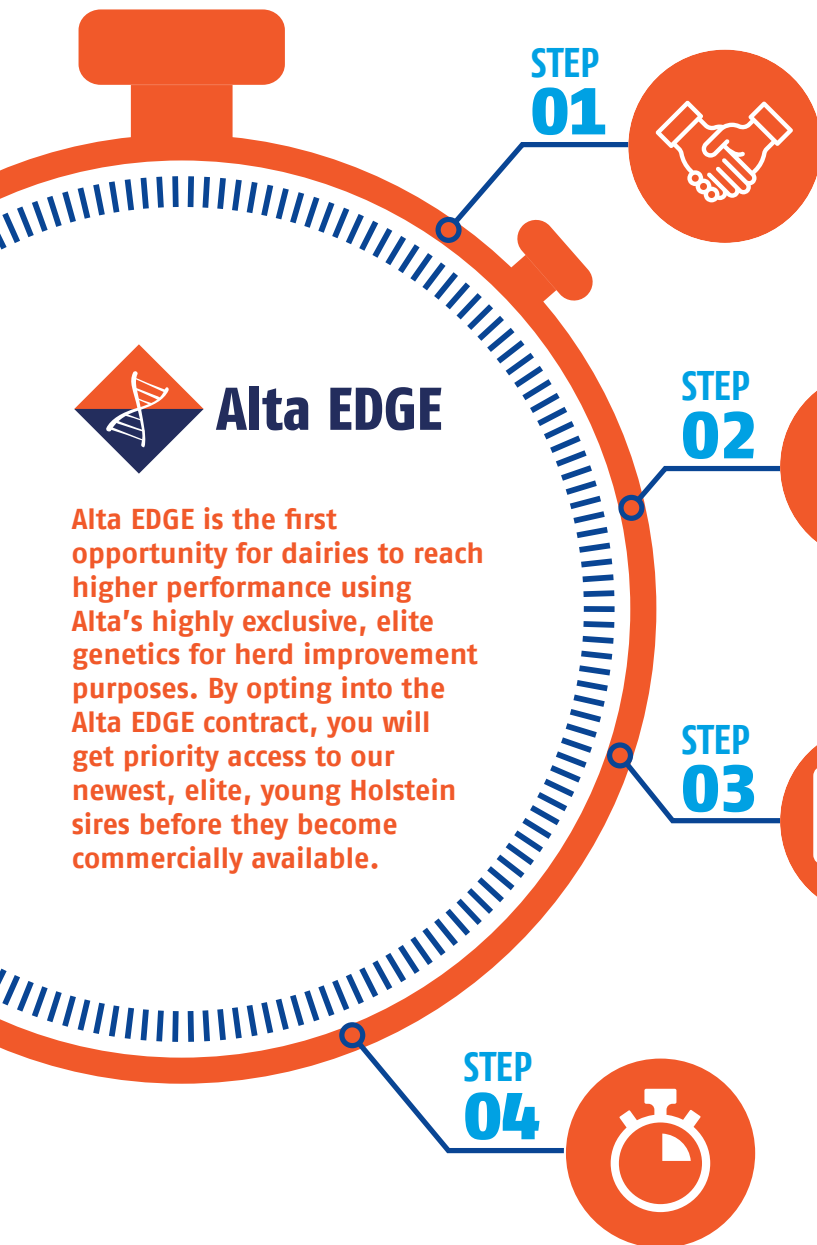 STEP
01
STEP
02
Alta EDGE
Alta EDGE is the first
opportunity for dairies to reach
higher performance using
Alta's highly exclusive, elite
genetics for herd improvement
purposes. By opting into the
Alta EDGE contract, you will
get priority access to our
newest, elite, young Holstein
sires before they become
commercially available.
STEP
03
STEP
04